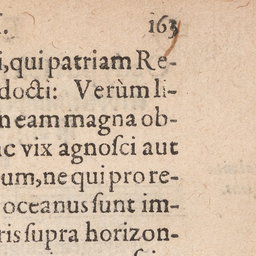 . 163
i, qui patriam Re-
docti: Verùm li-
n eam magna ob-
c vix agnoſci aut
um, ne qui pro re-
oceanus ſunt im-
ris ſupra horizon-